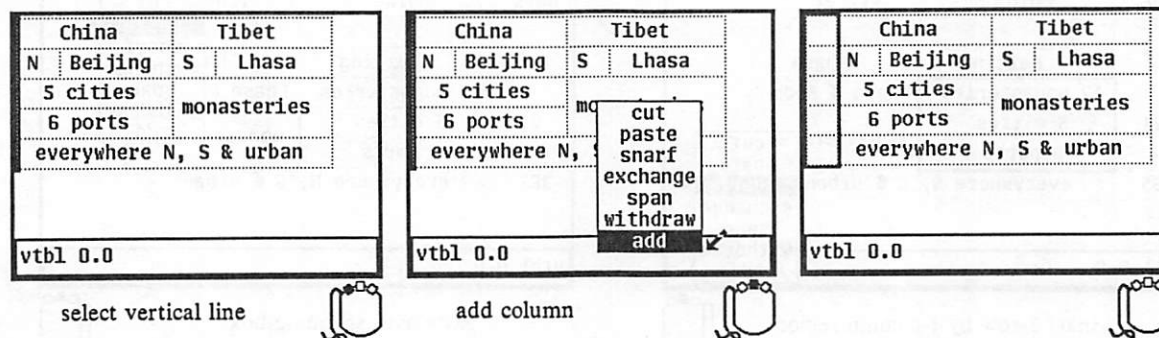 China Tibet
N Beijing S Lhasa
5 cities
monasteries
6 ports
everywhere N, S & urban
vtbl 0.0
select vertical line
China Tibet
N Beijing S Lhasa
5 cities
6 ports
everywhere N,
cut
paste
snarf
exchange
span
withdraw
add
vtbl 0.0
add column
China Tibet
N Beijing S Lhasa
5 cities
monasteries
6 ports
everywhere N, S & urban
vtbl 0.0